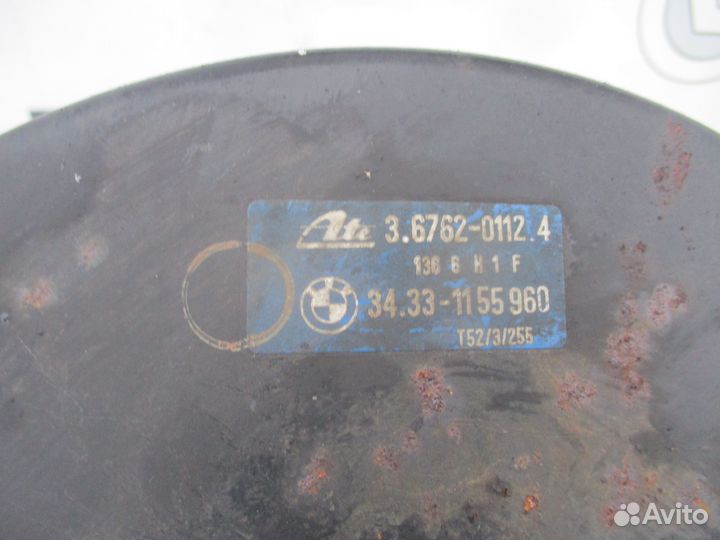 Ate 3.6762-0112.4
136 6 H 1 F
34.33-1155960
T52/3/255
Avito